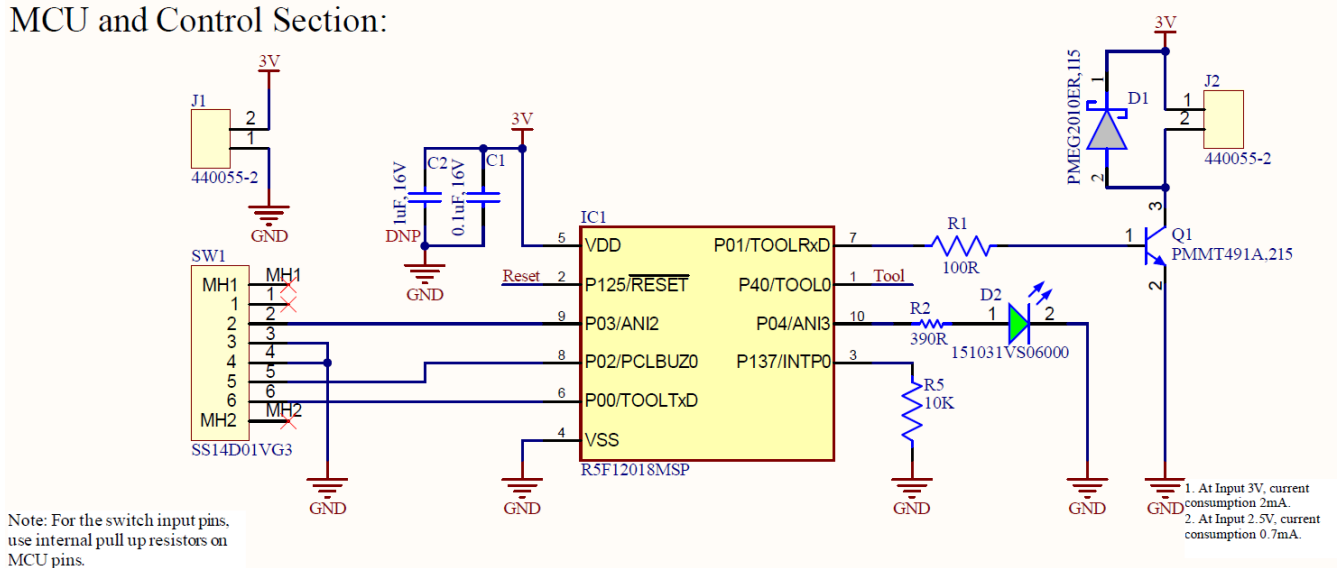 MCU and Control Section:
3V
J1
2
1
440055-2
GND
3V
C2
C1
1uF, 16V
0.1uF, 16V
DNP
GND
3V
PMEG2010ER,115
1
D1
2
J2
1
2
440055-2
SW1
MH1
MH1
1
1
2
2
3
3
4
4
5
5
6
6
MH2
MH2
SS14D01VG3
GND
IC1
5
VDD
P01/TOOLRxD
7
Reset
2
P125/RESET
P40/TOOL0
1
Tool
9
P03/ANI2
P04/ANI3
10
8
P02/PCLBUZ0
P137/INTP0
3
6
P00/TOOLTxD
4
VSS
R5F12018MSP
GND
R1
100R
3
1
Q1
PMMT491A,215
2
R2
390R
D2
1
2
151031VS06000
R5
10K
GND
GND
GND
1. At Input 3V, current
consumption 2mA.
2. At Input 2.5V, current
consumption 0.7mA.
Note: For the switch input pins,
use internal pull up resistors on
MCU pins.